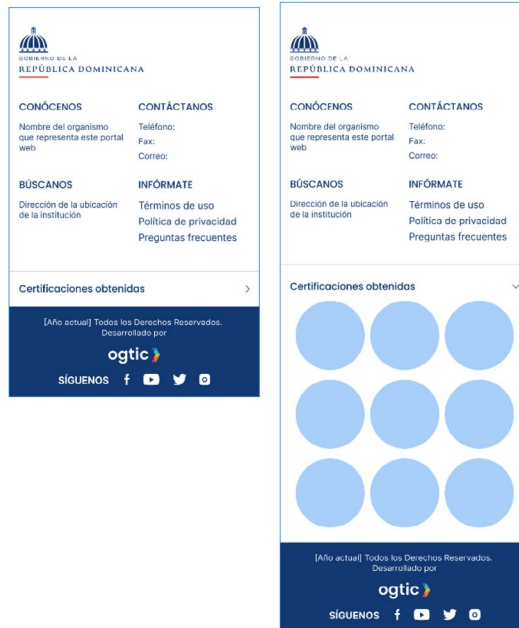 GOBIERNO DE LA
REPÚBLICA DOMINICANA
CONÓCENOS
Nombre del organismo
que representa este portal
web
CONTÁCTANOS
Teléfono:
Fax:
Correo:
BÚSCANOS
Dirección de la ubicación
de la institución
INFÓRMATE
Términos de uso
Política de privacidad
Preguntas frecuentes
Certificaciones obtenidas
[Año actual] Todos los Derechos Reservados.
Desarrollado por
ogtic
SÍGUENOS
GOBIERNO DE LA
REPÚBLICA DOMINICANA
CONÓCENOS
Nombre del organismo
que representa este portal
web
CONTÁCTANOS
Teléfono:
Fax:
Correo:
BÚSCANOS
Dirección de la ubicación
de la institución
INFÓRMATE
Términos de uso
Política de privacidad
Preguntas frecuentes
Certificaciones obtenidas
[Año actual] Todos los Derechos Reservados.
Desarrollado por
ogtic
SÍGUENOS